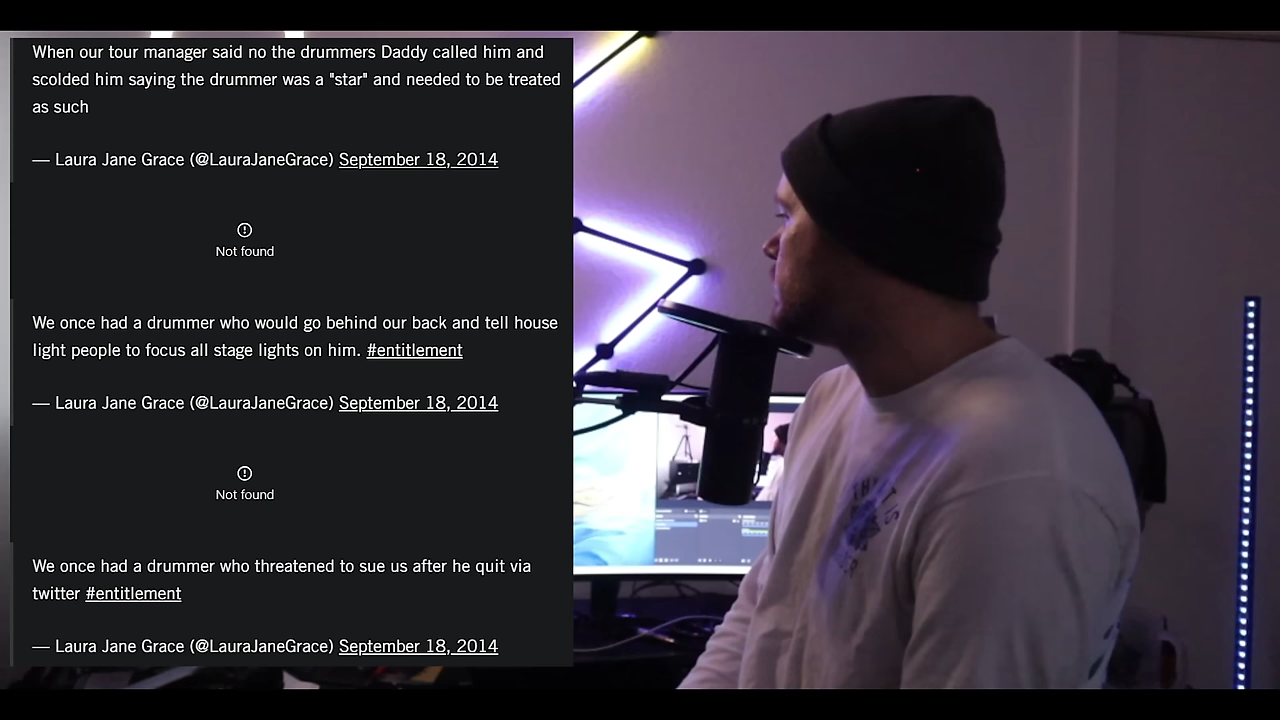 When our tour manager said no the drummers Daddy called him and
scolded him saying the drummer was a "star" and needed to be treated
as such
— Laura Jane Grace (@LauraJaneGrace) September 18, 2014
Not found
We once had a drummer who would go behind our back and tell house
light people to focus all stage lights on him. #entitlement
— Laura Jane Grace (@LauraJaneGrace) September 18, 2014
Not found
We once had a drummer who threatened to sue us after he quit via
twitter #entitlement
— Laura Jane Grace (@LauraJaneGrace) September 18, 2014